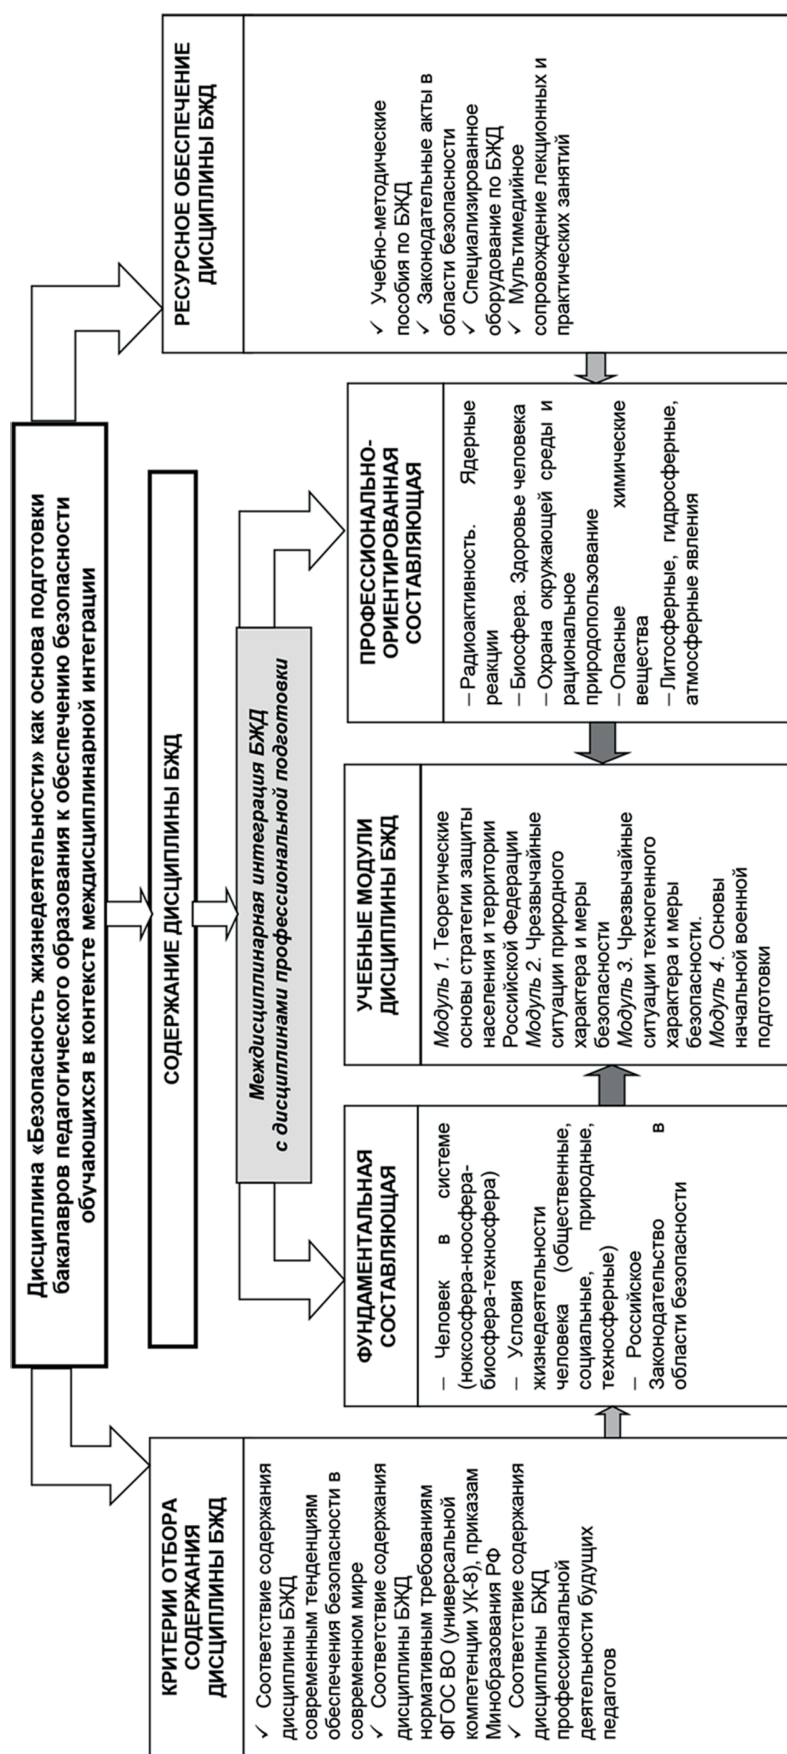 Дисциплина «Безопасность жизнедеятельности» как основа подготовки
бакалавров педагогического образования к обеспечению безопасности
обучающихся в контексте междисциплинарной интеграции
СОДЕРЖАНИЕ ДИСЦИПЛИНЫ БЖД
Междисциплинарная интеграция БЖД
с дисциплинами профессиональной подготовки
КРИТЕРИИ ОТБОРА
СОДЕРЖАНИЯ
ДИСЦИПЛИНЫ БЖД
✓ Соответствие содержания
дисциплины БЖД
современным тенденциям
обеспечения безопасности в
современном мире
✓ Соответствие содержания
дисциплины БЖД
нормативным требованиям
ФГОС ВО (универсальной
компетенции УК-8), приказам
Минобразования РФ
✓ Соответствие содержания
дисциплины БЖД
профессиональной
деятельности будущих
педагогов
ФУНДАМЕНТАЛЬНАЯ
СОСТАВЛЯЮЩАЯ
– Человек в системе
(ноксосфера-ноосфера-
биосфера-техносфера)
– Условия
жизнедеятельности
человека (общественные,
социальные, природные,
техносферные)
– Российское
Законодательство в
области безопасности
УЧЕБНЫЕ МОДУЛИ
ДИСЦИПЛИНЫ БЖД
Модуль 1. Теоретические
основы стратегии защиты
населения и территории
Российской Федерации
Модуль 2. Чрезвычайные
ситуации природного
характера и меры
безопасности
Модуль 3. Чрезвычайные
ситуации техногенного
характера и меры
безопасности.
Модуль 4. Основы
начальной военной
подготовки
ПРОФЕССИОНАЛЬНО-
ОРИЕНТИРОВАННАЯ
СОСТАВЛЯЮЩАЯ
– Радиоактивность. Ядерные
реакции
– Биосфера. Здоровье человека
– Охрана окружающей среды и
рациональное
природопользование
– Опасные химические
вещества
– Литосферные, гидросферные,
атмосферные явления
РЕСУРСНОЕ ОБЕСПЕЧЕНИЕ
ДИСЦИПЛИНЫ БЖД
✓ Учебно-методические
пособия по БЖД
✓ Законодательные акты в
области безопасности
✓ Специализированное
оборудование по БЖД
✓ Мультимедийное
сопровождение лекционных и
практических занятий